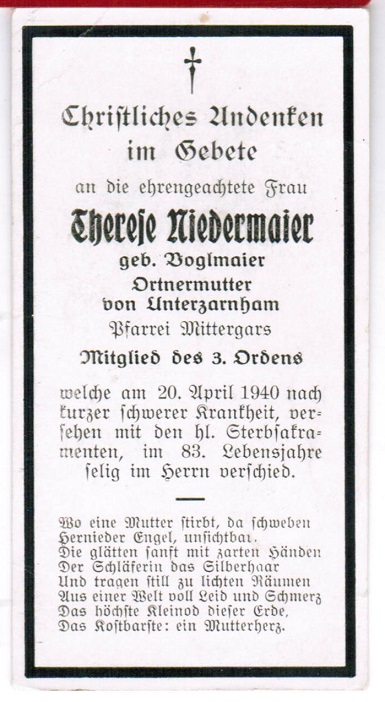 Christliches Andenken
im Gebete
an die ehrengeachtete Frau
Therese Niedermaier
geb. Voglmaier
Ortnermutter
von Unterzarnham
Pfarrei Mittergars
Mitglied des 3. Ordens
welche am 20. April 1940 nach
kurzer schwerer Krankheit, ver-
sehen mit den hl. Sterbsakra-
menten, im 83. Lebensjahre
selig im Herrn verschied.
Wo eine Mutter stirbt, da schweben
Hernieder Engel, unsichtbar.
Die glätten sanft mit zarten Händen
Der Schläferin das Silberhaar
Und tragen still zu lichten Räumen
Aus einer Welt voll Leid und Schmerz
Das höchste Kleinod dieser Erde,
Das Kostbarste: ein Mutterherz.